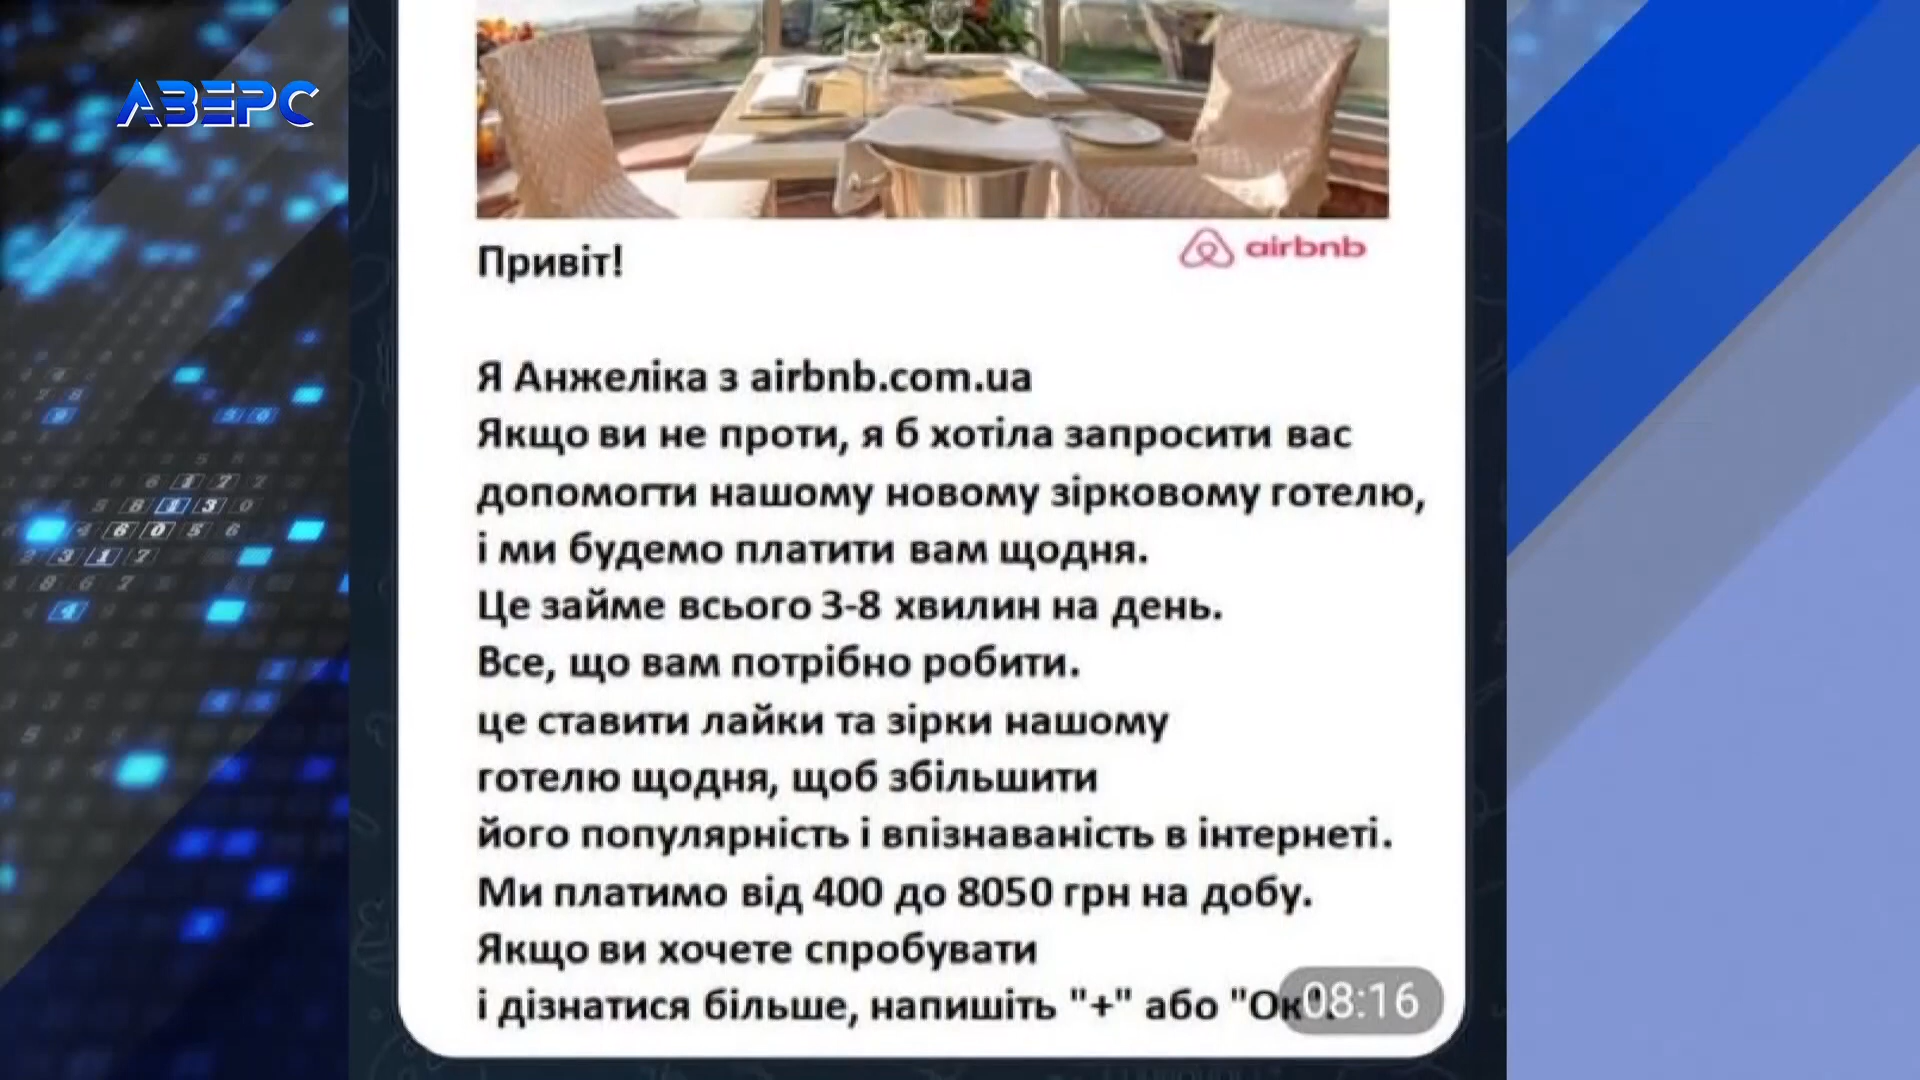 АВЕРС
airbnb
Привіт!
Я Анжеліка з airbnb.com.ua
Якщо ви не проти, я б хотіла запросити вас
допомогти нашому новому зірковому готелю,
і ми будемо платити вам щодня.
Це займе всього 3-8 хвилин на день.
Все, що вам потрібно робити.
це ставити лайки та зірки нашому
готелю щодня, щоб збільшити
його популярність і впізнаваність в інтернеті.
Ми платимо від 400 до 8050 грн на добу.
Якщо ви хочете спробувати
і дізнатися більше, напишіть "+" або "Ок".
08:16